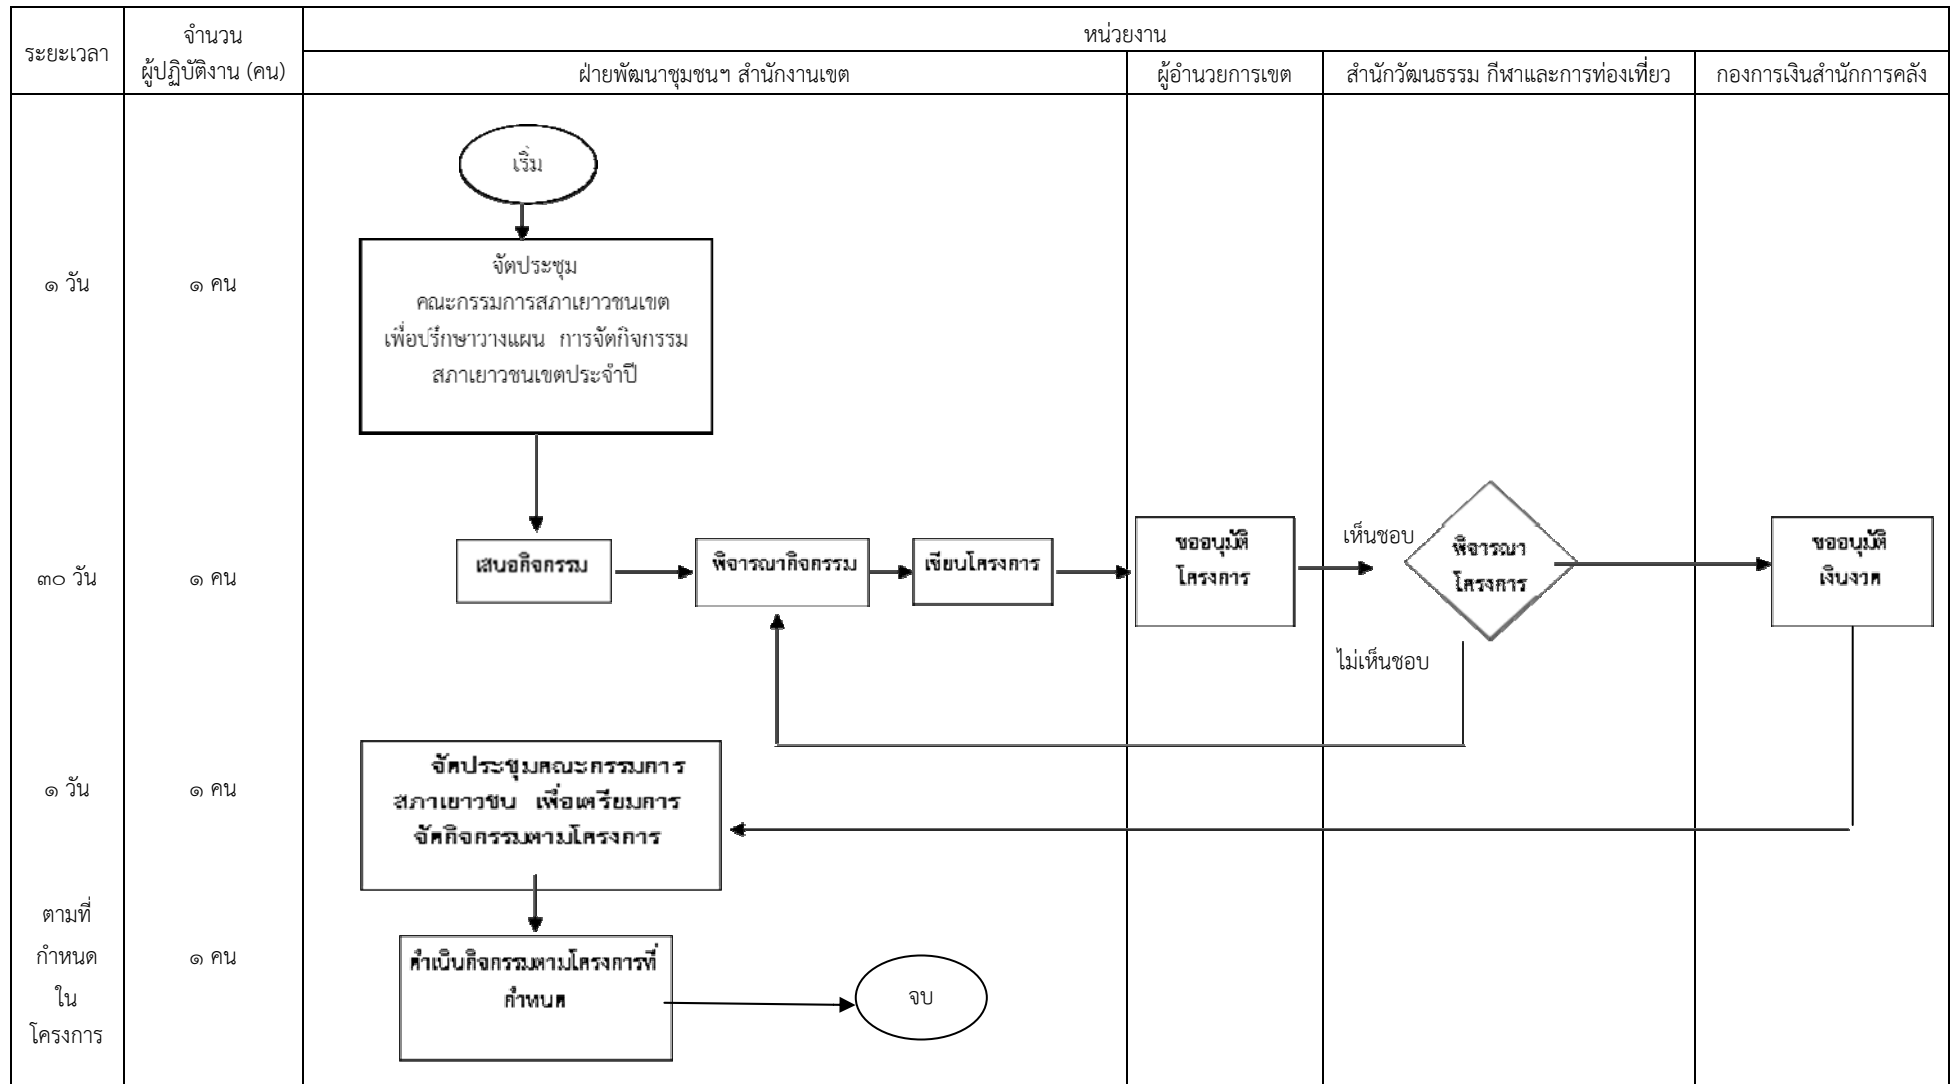 ระยะเวลา
จำนวน
ผู้ปฏิบัติงาน (คน)
หน่วยงาน
ฝ่ายพัฒนาชุมชนฯ สำนักงานเขต
ผู้อำนวยการเขต
สำนักวัฒนธรรม กีฬาและการท่องเที่ยว
กองการเงินสำนักการคลัง
เริ่ม
๑ วัน
๑ คน
จัดประชุม
คณะกรรมการสภาเยาวชนเขต
เพื่อปรึกษาวางแผน การจัดกิจกรรม
สภาเยาวชนเขตประจำปี
๓๐ วัน
๑ คน
เสนอกิจกรรม
พิจารณากิจกรรม
เขียนโครงการ
ขออนุมัติ
โครงการ
เห็นชอบ
พิจารณา
โครงการ
ขออนุมัติ
เงินงวด
ไม่เห็นชอบ
๑ วัน
๑ คน
จัดประชุมคณะกรรมการ
สภาเยาวชน เพื่อเตรียมการ
จัดกิจกรรมตามโครงการ
ตามที่
กำหนด
ใน
โครงการ
๑ คน
ดำเนินกิจกรรมตามโครงการที่
กำหนด
จบ